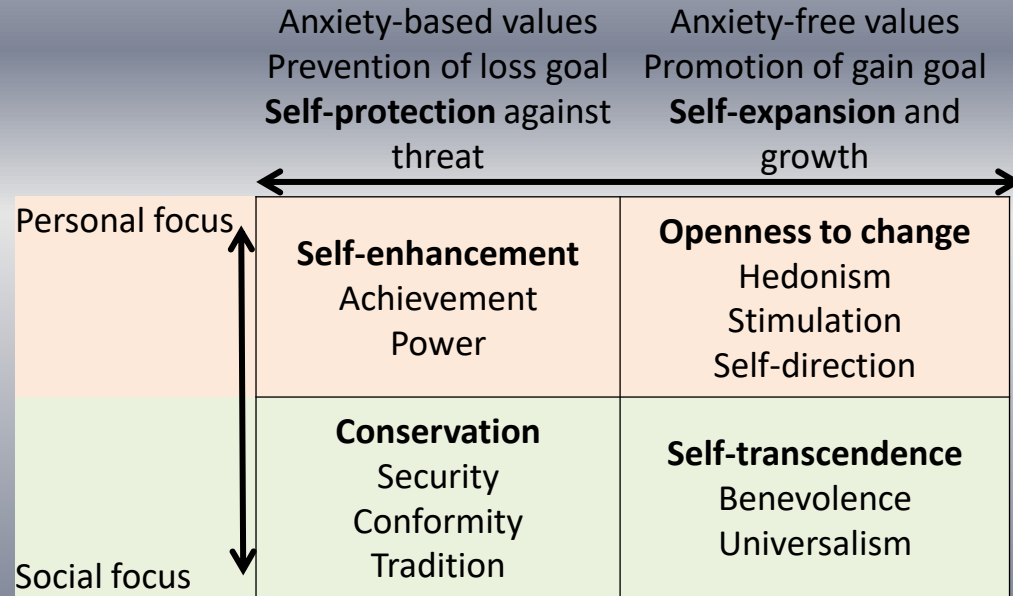 Anxiety-based values
Prevention of loss goal
Self-protection against
threat
Anxiety-free values
Promotion of gain goal
Self-expansion and
growth
Personal focus
Self-enhancement
Achievement
Power
Openness to change
Hedonism
Stimulation
Self-direction
Social focus
Conservation
Security
Conformity
Tradition
Self-transcendence
Benevolence
Universalism